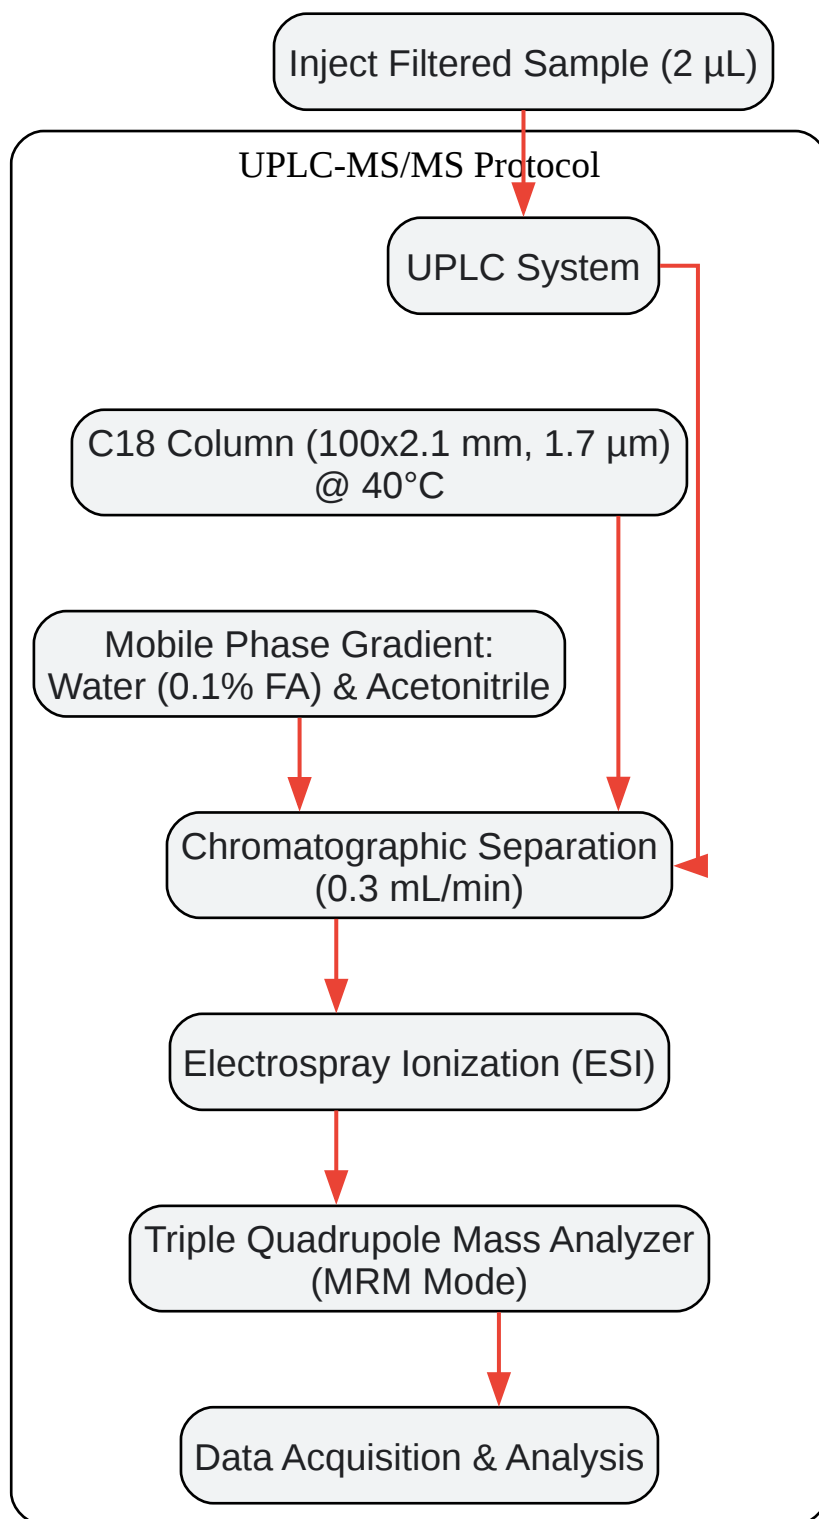 Inject Filtered Sample (2 µL)
UPLC-MS/MS Protocol
UPLC System
C18 Column (100x2.1 mm, 1.7 µm)
@ 40°C
Mobile Phase Gradient:
Water (0.1% FA) & Acetonitrile
Chromatographic Separation
(0.3 mL/min)
Electrospray Ionization (ESI)
Triple Quadrupole Mass Analyzer
(MRM Mode)
Data Acquisition & Analysis